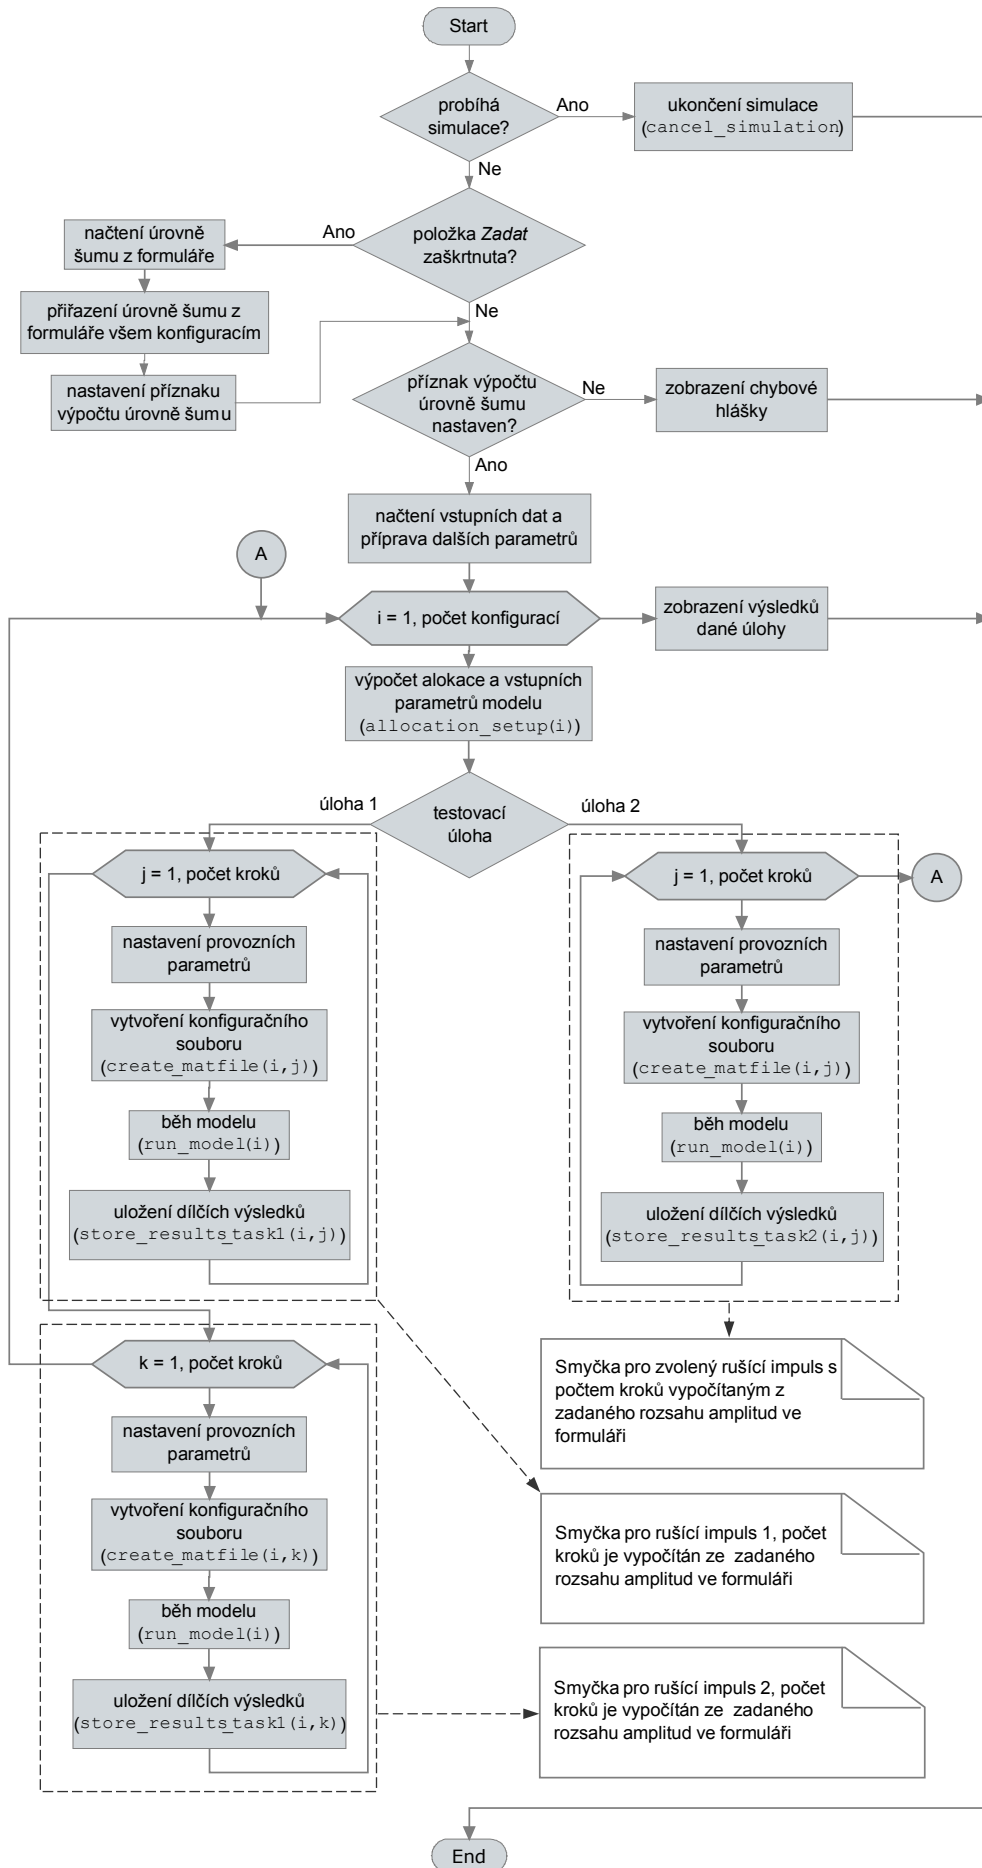 Start
probíhá
simulace?
Ano
ukončení simulace
(cancel_simulation)
Ne
položka Zadat
zaškrtnuta?
Ano
načtení úrovně
šumu z formuláře
přiřazení úrovně šumu z
formuláře všem konfiguracím
nastavení příznaku
výpočtu úrovně šumu
Ne
příznak výpočtu
úrovně šumu
nastaven?
Ne
zobrazení chybové
hlášky
Ano
načtení vstupních dat a
příprava dalších parametrů
A
i = 1, počet konfigurací
zobrazení výsledků
dané úlohy
výpočet alokace a vstupních
parametrů modelu
(allocation_setup(i))
úloha 1
testovací
úloha
úloha 2
j = 1, počet kroků
nastavení provozních
parametrů
vytvoření konfiguračního
souboru
(create_matfile(i,j))
běh modelu
(run_model(i))
uložení dílčích výsledků
(store_results_task1(i,j))
j = 1, počet kroků
A
nastavení provozních
parametrů
vytvoření konfiguračního
souboru
(create_matfile(i,j))
běh modelu
(run_model(i))
uložení dílčích výsledků
(store_results_task2(i,j))
k = 1, počet kroků
nastavení provozních
parametrů
vytvoření konfiguračního
souboru
(create_matfile(i,k))
běh modelu
(run_model(i))
uložení dílčích výsledků
(store_results_task1(i,k))
Smyčka pro zvolený rušící impuls s
počtem kroků vypočítaným z
zadaného rozsahu amplitud ve
formuláři
Smyčka pro rušící impuls 1, počet
kroků je vypočítán ze zadaného
rozsahu amplitud ve formuláři
Smyčka pro rušící impuls 2, počet
kroků je vypočítán ze zadaného
rozsahu amplitud ve formuláři
End